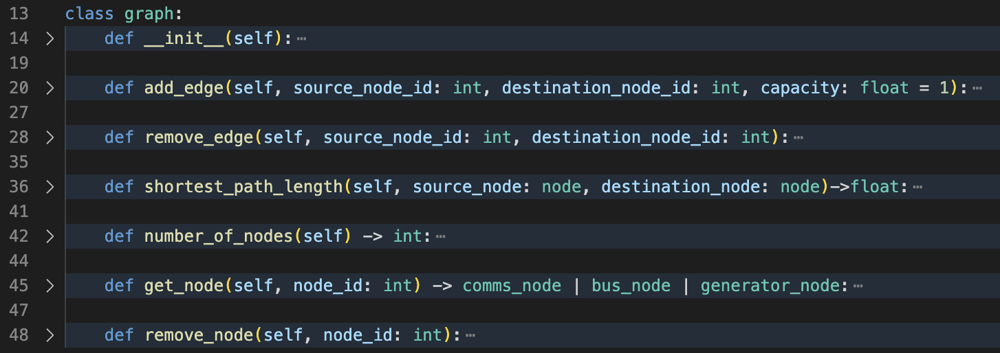 13 class graph:
14 > def __init__(self):⋯
19
20 > def add_edge(self, source_node_id: int, destination_node_id: int, capacity: float = 1):⋯
27
28 > def remove_edge(self, source_node_id: int, destination_node_id: int):⋯
35
36 > def shortest_path_length(self, source_node: node, destination_node: node)->float:⋯
41
42 > def number_of_nodes(self) -> int:⋯
44
45 > def get_node(self, node_id: int) -> comms_node | bus_node | generator_node:⋯
47
48 > def remove_node(self, node_id: int):⋯